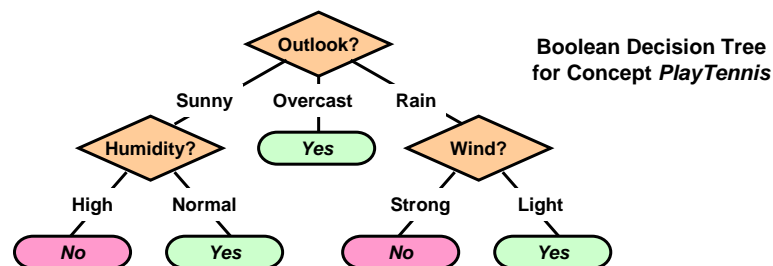 Outlook?
Boolean Decision Tree
for Concept PlayTennis
Sunny
Overcast
Rain
Humidity?
Yes
Wind?
High
Normal
Strong
Light
No
Yes
No
Yes